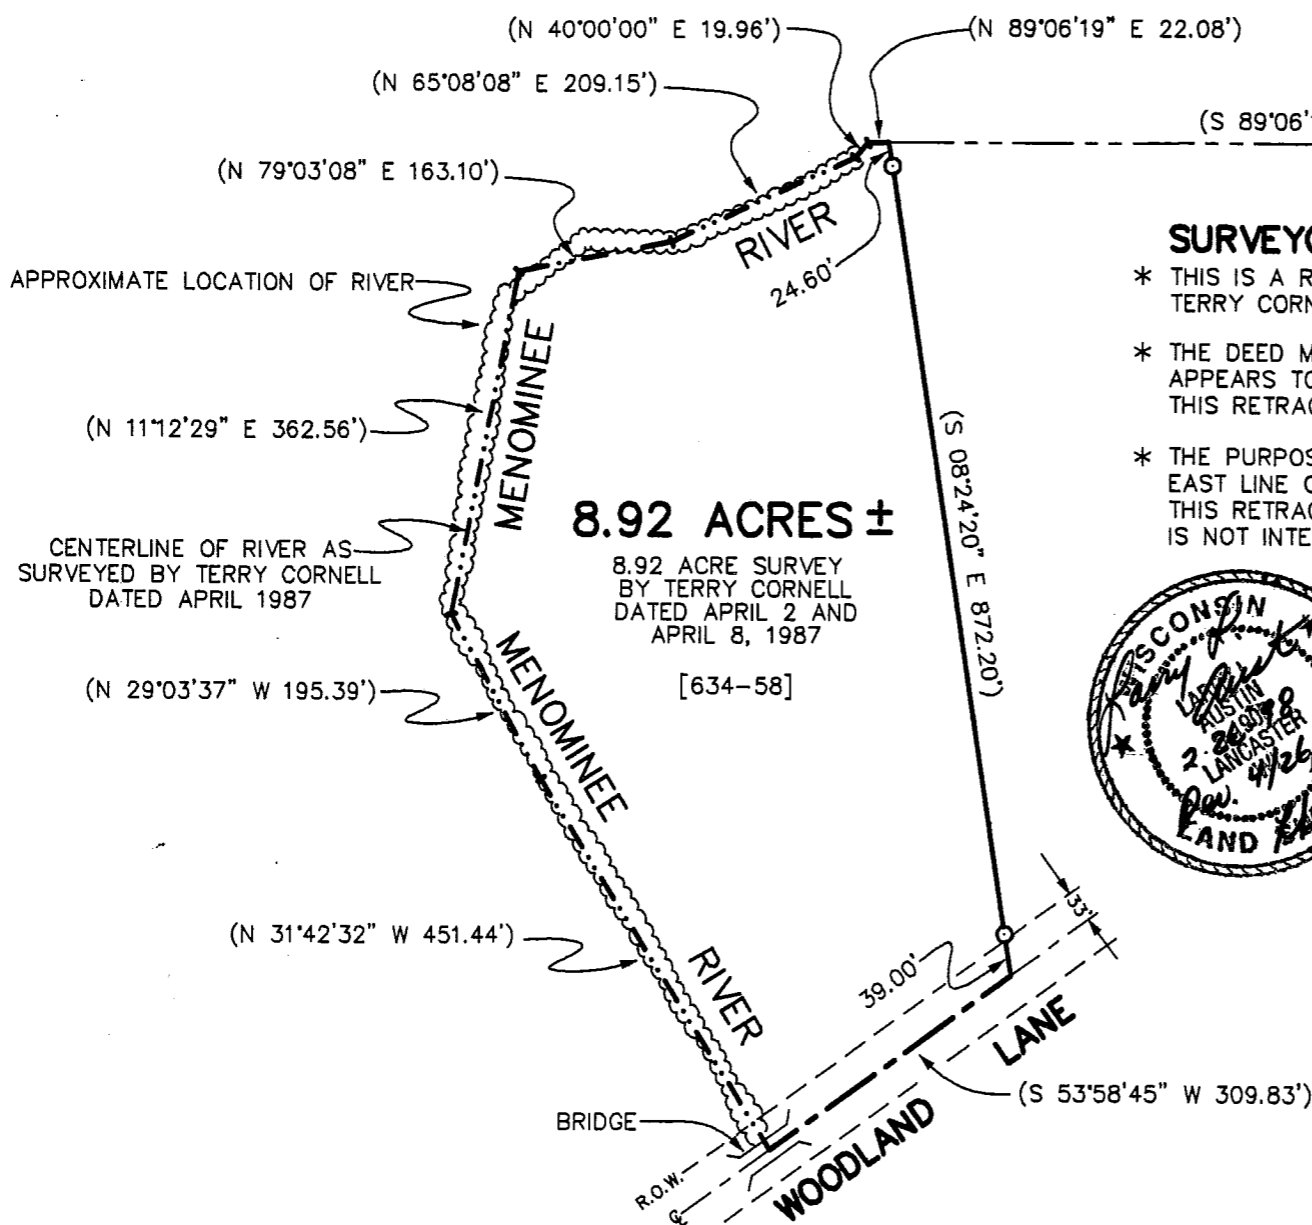 (N 40°00'00" E 19.96')
(N 89°06'19" E 22.08')
(N 65°08'08" E 209.15')
(S 89°06'
(N 79°03'08" E 163.10')
RIVER
24.60'
SURVEYO
* THIS IS A R
TERRY CORN
APPROXIMATE LOCATION OF RIVER
MENOMINEE
* THE DEED M
APPEARS TO
THIS RETRAC
(N 11°12'29" E 362.56')
(S 08°24'20" E 872.20')
* THE PURPOS
EAST LINE O
THIS RETRAC
IS NOT INTE
8.92 ACRES ±
CENTERLINE OF RIVER AS
SURVEYED BY TERRY CORNELL
DATED APRIL 1987
8.92 ACRE SURVEY
BY TERRY CORNELL
DATED APRIL 2 AND
APRIL 8, 1987
[634-58]
WISCONSIN
AUSTIN
LANCASTER
LAND
MENOMINEE
(N 29°03'37" W 195.39')
(N 31°42'32" W 451.44')
RIVER
33'
39.00'
LANE
(S 53°58'45" W 309.83')
BRIDGE
WOODLAND
R.O.W.